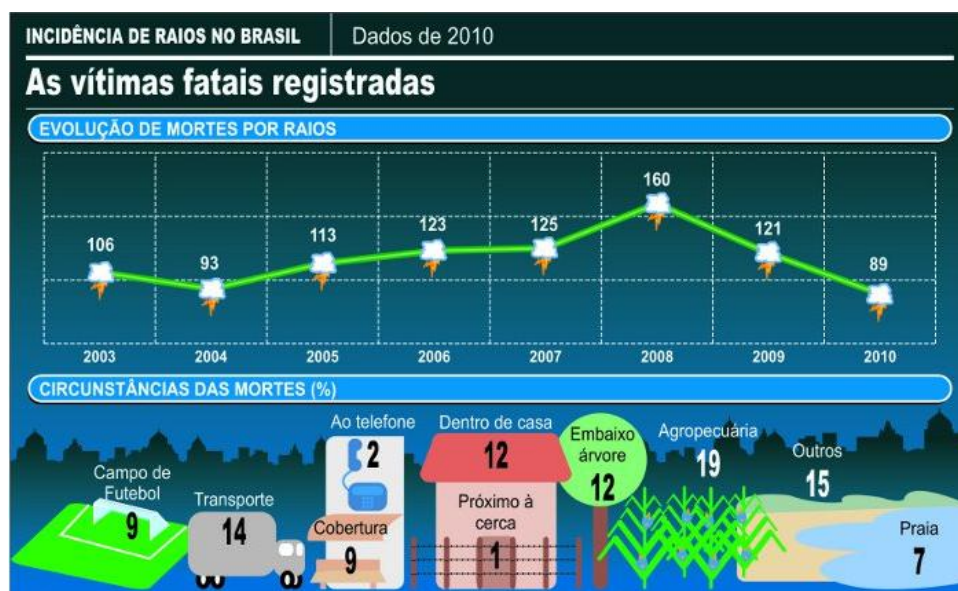 INCIDÊNCIA DE RAIOS NO BRASIL
Dados de 2010
As vítimas fatais registradas
EVOLUÇÃO DE MORTES POR RAIOS
106
93
113
123
125
160
121
89
2003
2004
2005
2006
2007
2008
2009
2010
CIRCUNSTÂNCIAS DAS MORTES (%)
Campo de
Futebol
9
Transporte
14
Ao telefone
2
Cobertura
9
Dentro de casa
12
Próximo à
cerca
1
Embaixo
árvore
12
Agropecuária
19
Outros
15
Praia
7